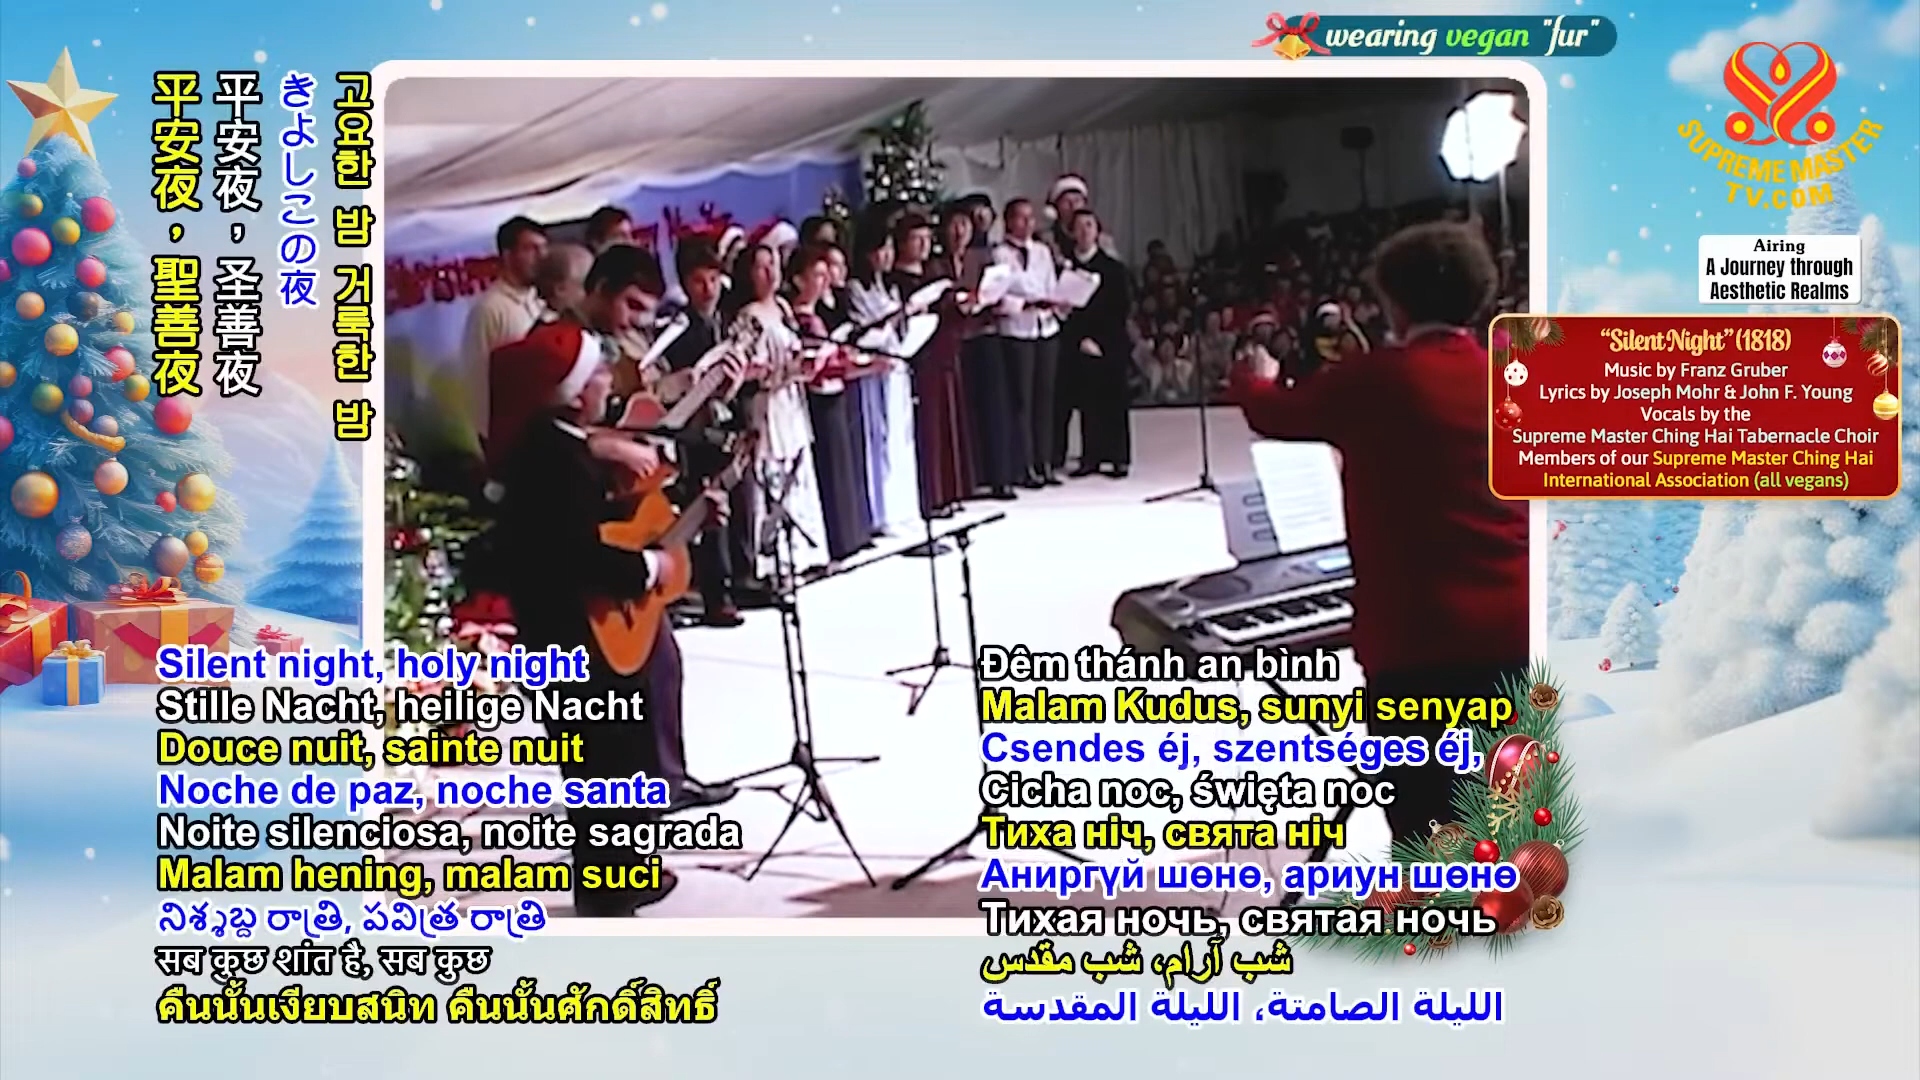 wearing vegan "fur"
SUPREME MASTER
TV.COM
Airing
A Journey through
Aesthetic Realms
“Silent Night” (1818)
Music by Franz Gruber
Lyrics by Joseph Mohr & John F. Young
Vocals by the
Supreme Master Ching Hai Tabernacle Choir
Members of our Supreme Master Ching Hai
International Association (all vegans)
고요한 밤 거룩한 밤
きよしこの夜
平安夜，圣善夜
平安夜，聖善夜
Silent night, holy night
Stille Nacht, heilige Nacht
Douce nuit, sainte nuit
Noche de paz, noche santa
Noite silenciosa, noite sagrada
Malam hening, malam suci
నిశ్శబ్ద రాత్రి, పవిత్ర రాత్రి
सब कुछ शांत है, सब कुछ
คืนนั้นเงียบสนิท คืนนั้นศักดิ์สิทธิ์
Đêm thánh an bình
Malam Kudus, sunyi senyap
Csendes éj, szentséges éj,
Cicha noc, święta noc
Тиха ніч, свята ніч
Аниргүй шөнө, ариун шөнө
Тихая ночь, святая ночь
شب آرام، شب مقدس
الليلة الصامتة، الليلة المقدسة